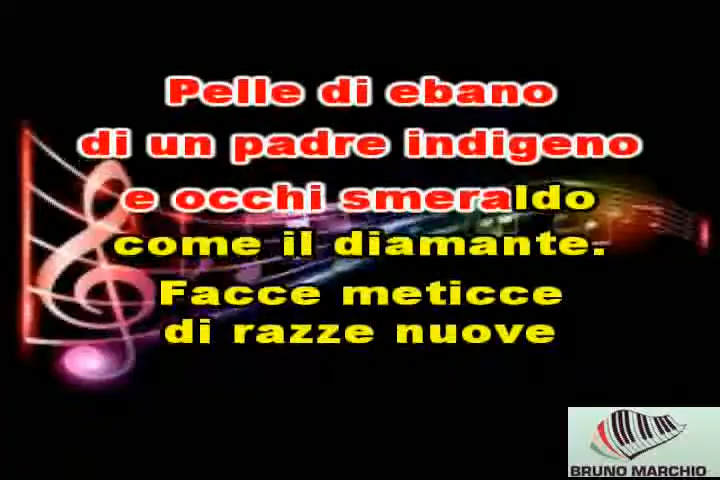 Pelle di ebano
di un padre indigeno
e occhi smeraldo
come il diamante.
Facce meticce
di razze nuove
BRUNO MARCHIO